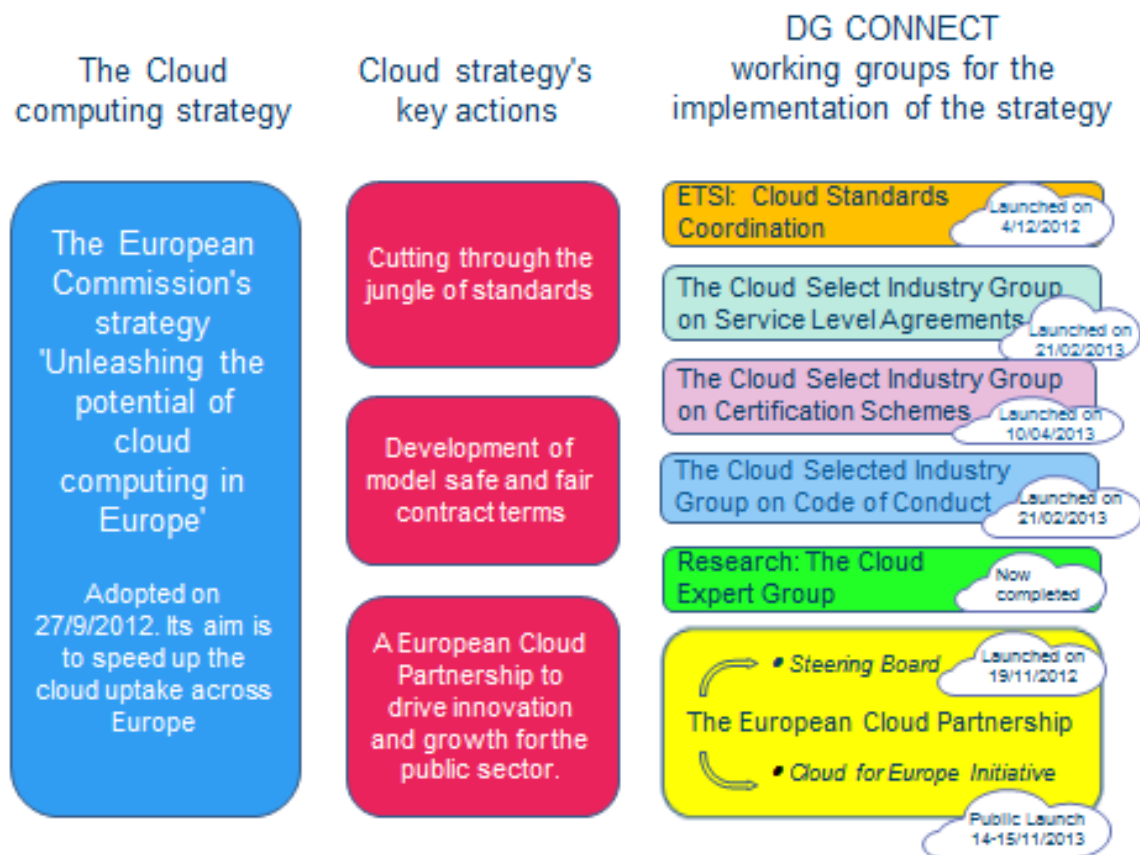 The Cloud
computing strategy
The European
Commission's
strategy
'Unleashing the
potential of
cloud
computing in
Europe'
Adopted on
27/9/2012. Its aim is
to speed up the
cloud uptake across
Europe
Cloud strategy's
key actions
Cutting through the
jungle of standards
Development of
model safe and fair
contract terms
A European Cloud
Partnership to
drive innovation
and growth for the
public sector.
DG CONNECT
working groups for the
implementation of the strategy
ETSI: Cloud Standards
Coordination
Launched on
4/12/2012
The Cloud Select Industry Group
on Service Level Agreements
Launched on
21/02/2013
The Cloud Select Industry Group
on Certification Schemes
Launched on
10/04/2013
The Cloud Selected Industry
Group on Code of Conduct
Launched on
21/02/2013
Research: The Cloud
Expert Group
Now
completed
• Steering Board
Launched on
19/11/2012
The European Cloud Partnership
• Cloud for Europe Initiative
Public Launch
14-15/11/2013